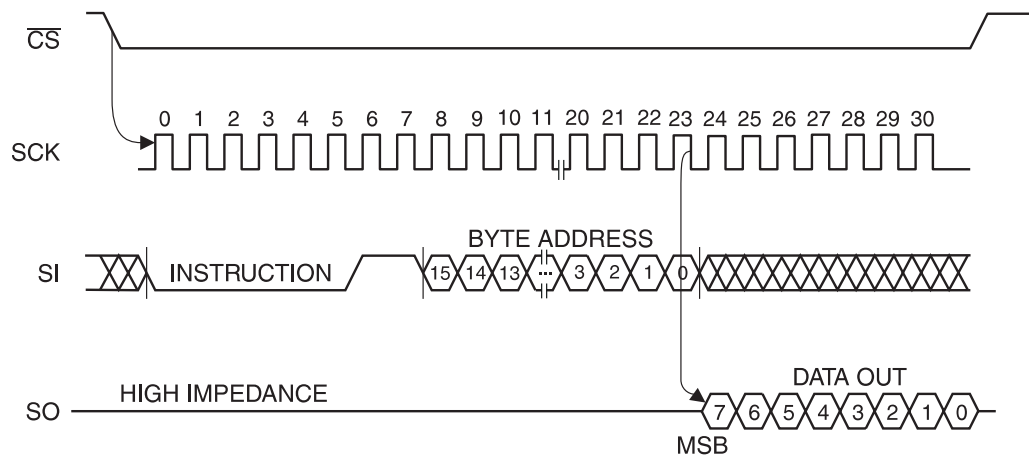 CS
0 1 2 3 4 5 6 7 8 9 10 11 20 21 22 23 24 25 26 27 28 29 30
SCK
BYTE ADDRESS
SI INSTRUCTION 15 14 13 ... 3 2 1 0
HIGH IMPEDANCE DATA OUT
SO 7 6 5 4 3 2 1 0
MSB